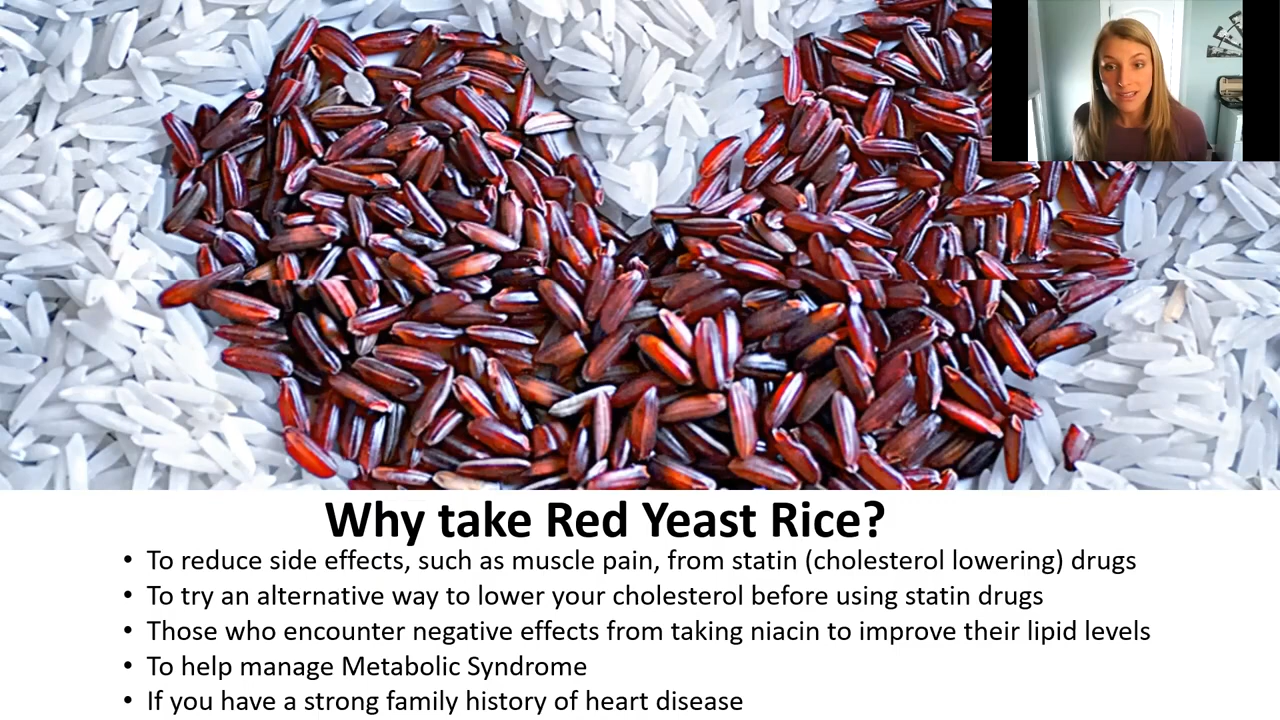 Why take Red Yeast Rice?
• To reduce side effects, such as muscle pain, from statin (cholesterol lowering) drugs
• To try an alternative way to lower your cholesterol before using statin drugs
• Those who encounter negative effects from taking niacin to improve their lipid levels
• To help manage Metabolic Syndrome
• If you have a strong family history of heart disease